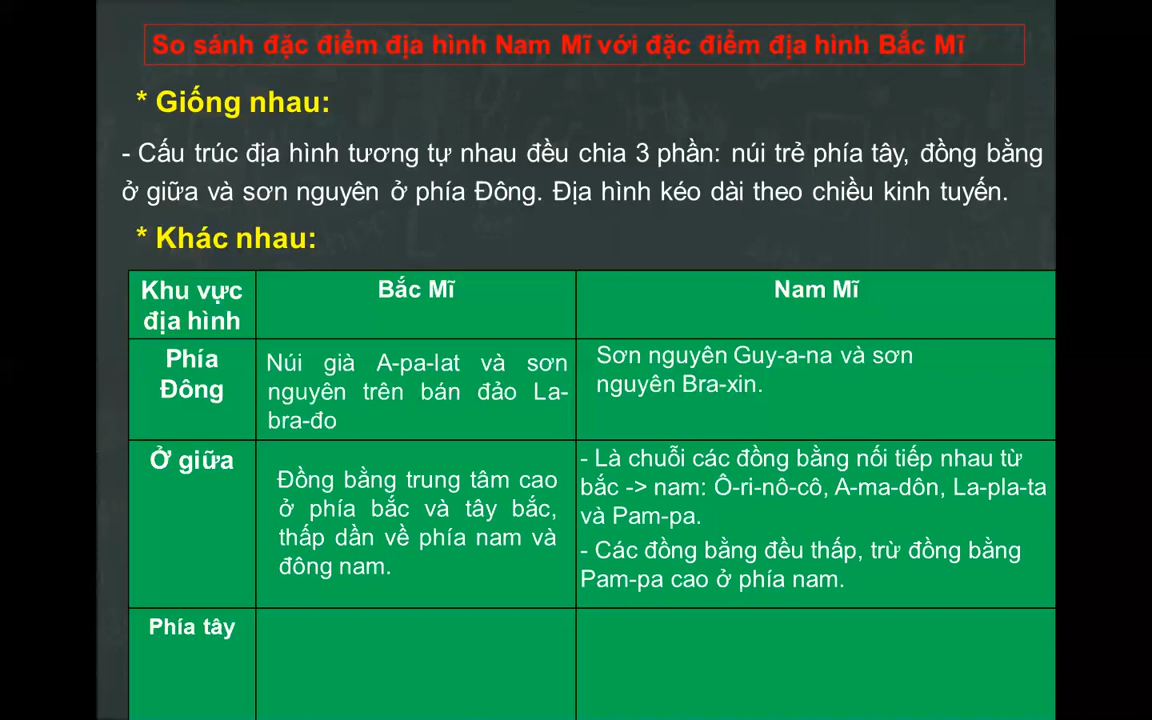 So sánh đặc điểm địa hình Nam Mĩ với đặc điểm địa hình Bắc Mĩ
* Giống nhau:
- Cấu trúc địa hình tương tự nhau đều chia 3 phần: núi trẻ phía tây, đồng bằng
ở giữa và sơn nguyên ở phía Đông. Địa hình kéo dài theo chiều kinh tuyến.
* Khác nhau:
Khu vực
địa hình
Bắc Mĩ
Nam Mĩ
Phía
Đông
Núi già A-pa-lat và sơn
nguyên trên bán đảo La-
bra-đo
Sơn nguyên Guy-a-na và sơn
nguyên Bra-xin.
Ở giữa
Đồng bằng trung tâm cao
ở phía bắc và tây bắc,
thấp dần về phía nam và
đông nam.
- Là chuỗi các đồng bằng nối tiếp nhau từ
bắc -> nam: Ô-ri-nô-cô, A-ma-dôn, La-pla-ta
và Pam-pa.
- Các đồng bằng đều thấp, trừ đồng bằng
Pam-pa cao ở phía nam.
Phía tây